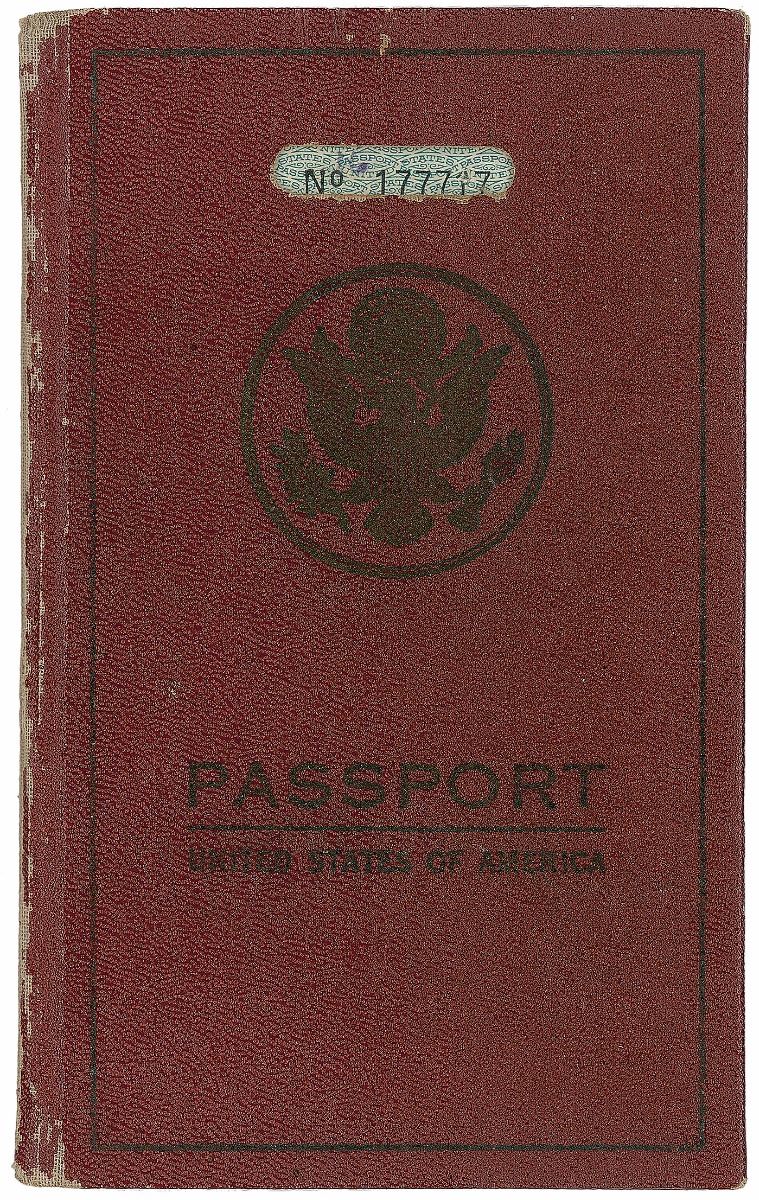 No
PASSPORT
UNITED STATES OF AMERICA